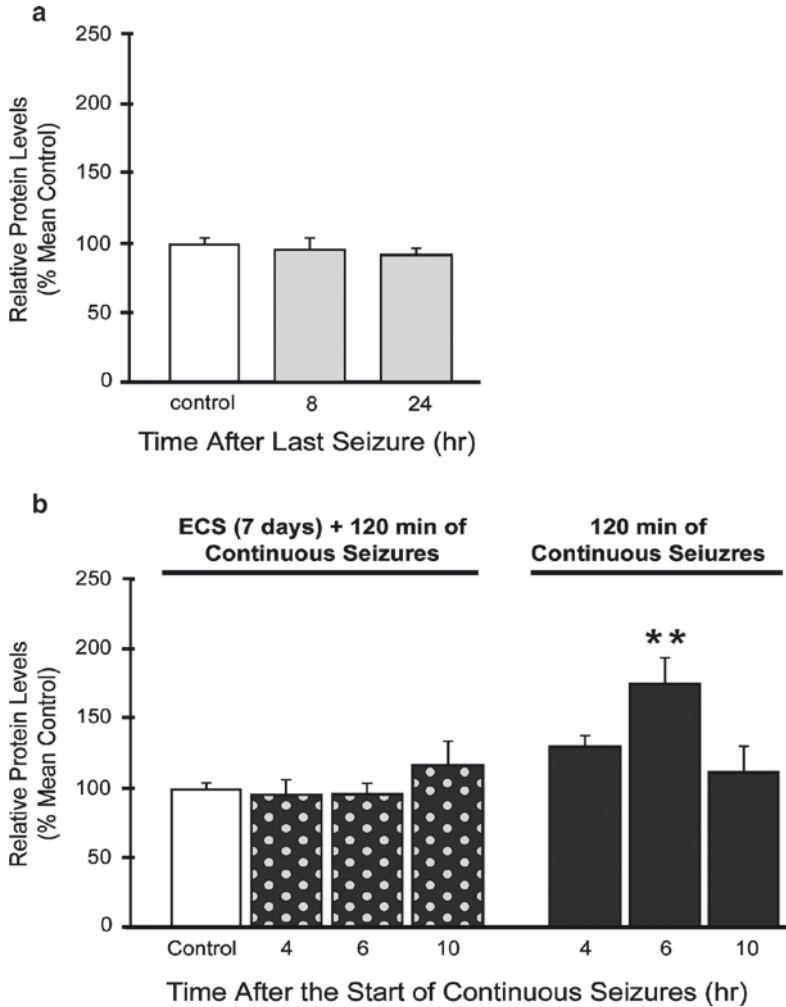 a
250
200
150
100
50
0
Relative Protein Levels
(% Mean Control)
control 8 24
Time After Last Seizure (hr)
b
ECS (7 days) + 120 min of
Continuous Seizures
120 min of
Continuous Seiuzres
250
200
150
100
50
0
Relative Protein Levels
(% Mean Control)
**
Control 4 6 10 4 6 10
Time After the Start of Continuous Seizures (hr)